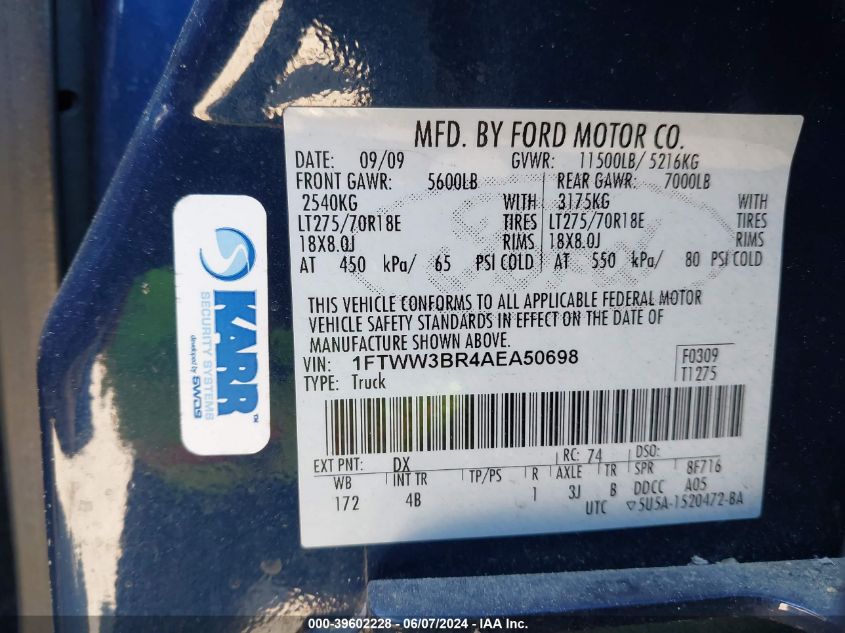 MFD. BY FORD MOTOR CO.
DATE: 09/09 GVWR: 11500LB/ 5216KG
FRONT GAWR: 5600LB REAR GAWR: 7000LB
2540KG WITH 3175KG WITH
LT275/70R18E TIRES LT275/70R18E TIRES
18X8.0J RIMS 18X8.0J RIMS
AT 450 kPa/ 65 PSI COLD AT 550 kPa/ 80 PSI COLD
THIS VEHICLE CONFORMS TO ALL APPLICABLE FEDERAL MOTOR
VEHICLE SAFETY STANDARDS IN EFFECT ON THE DATE OF
MANUFACTURE SHOWN ABOVE.
VIN: 1FTWW3BR4AEA50698 F0309
TYPE: Truck T1275
EXT PNT: DX RC: 74 DSO:
WB INT TR TP/PS R AXLE TR SPR 8F716
172 4B 1 3J B DDCC A05
UTC ▽5U5A-1520472-BA
KARR™
SECURITY SYSTEMS
developed by SWDS
000-39602228 - 06/07/2024 - IAA Inc.